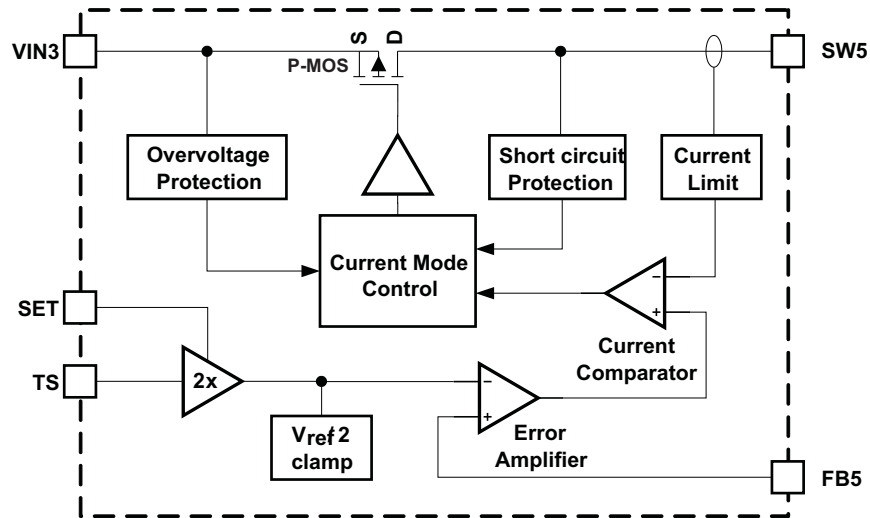 VIN3
S
D
P-MOS
SW5
Overvoltage
Protection
Short circuit
Protection
Current
Limit
Current Mode
Control
SET
−
+
Current
Comparator
TS
2x
−
+
Vref 2
clamp
Error
Amplifier
FB5